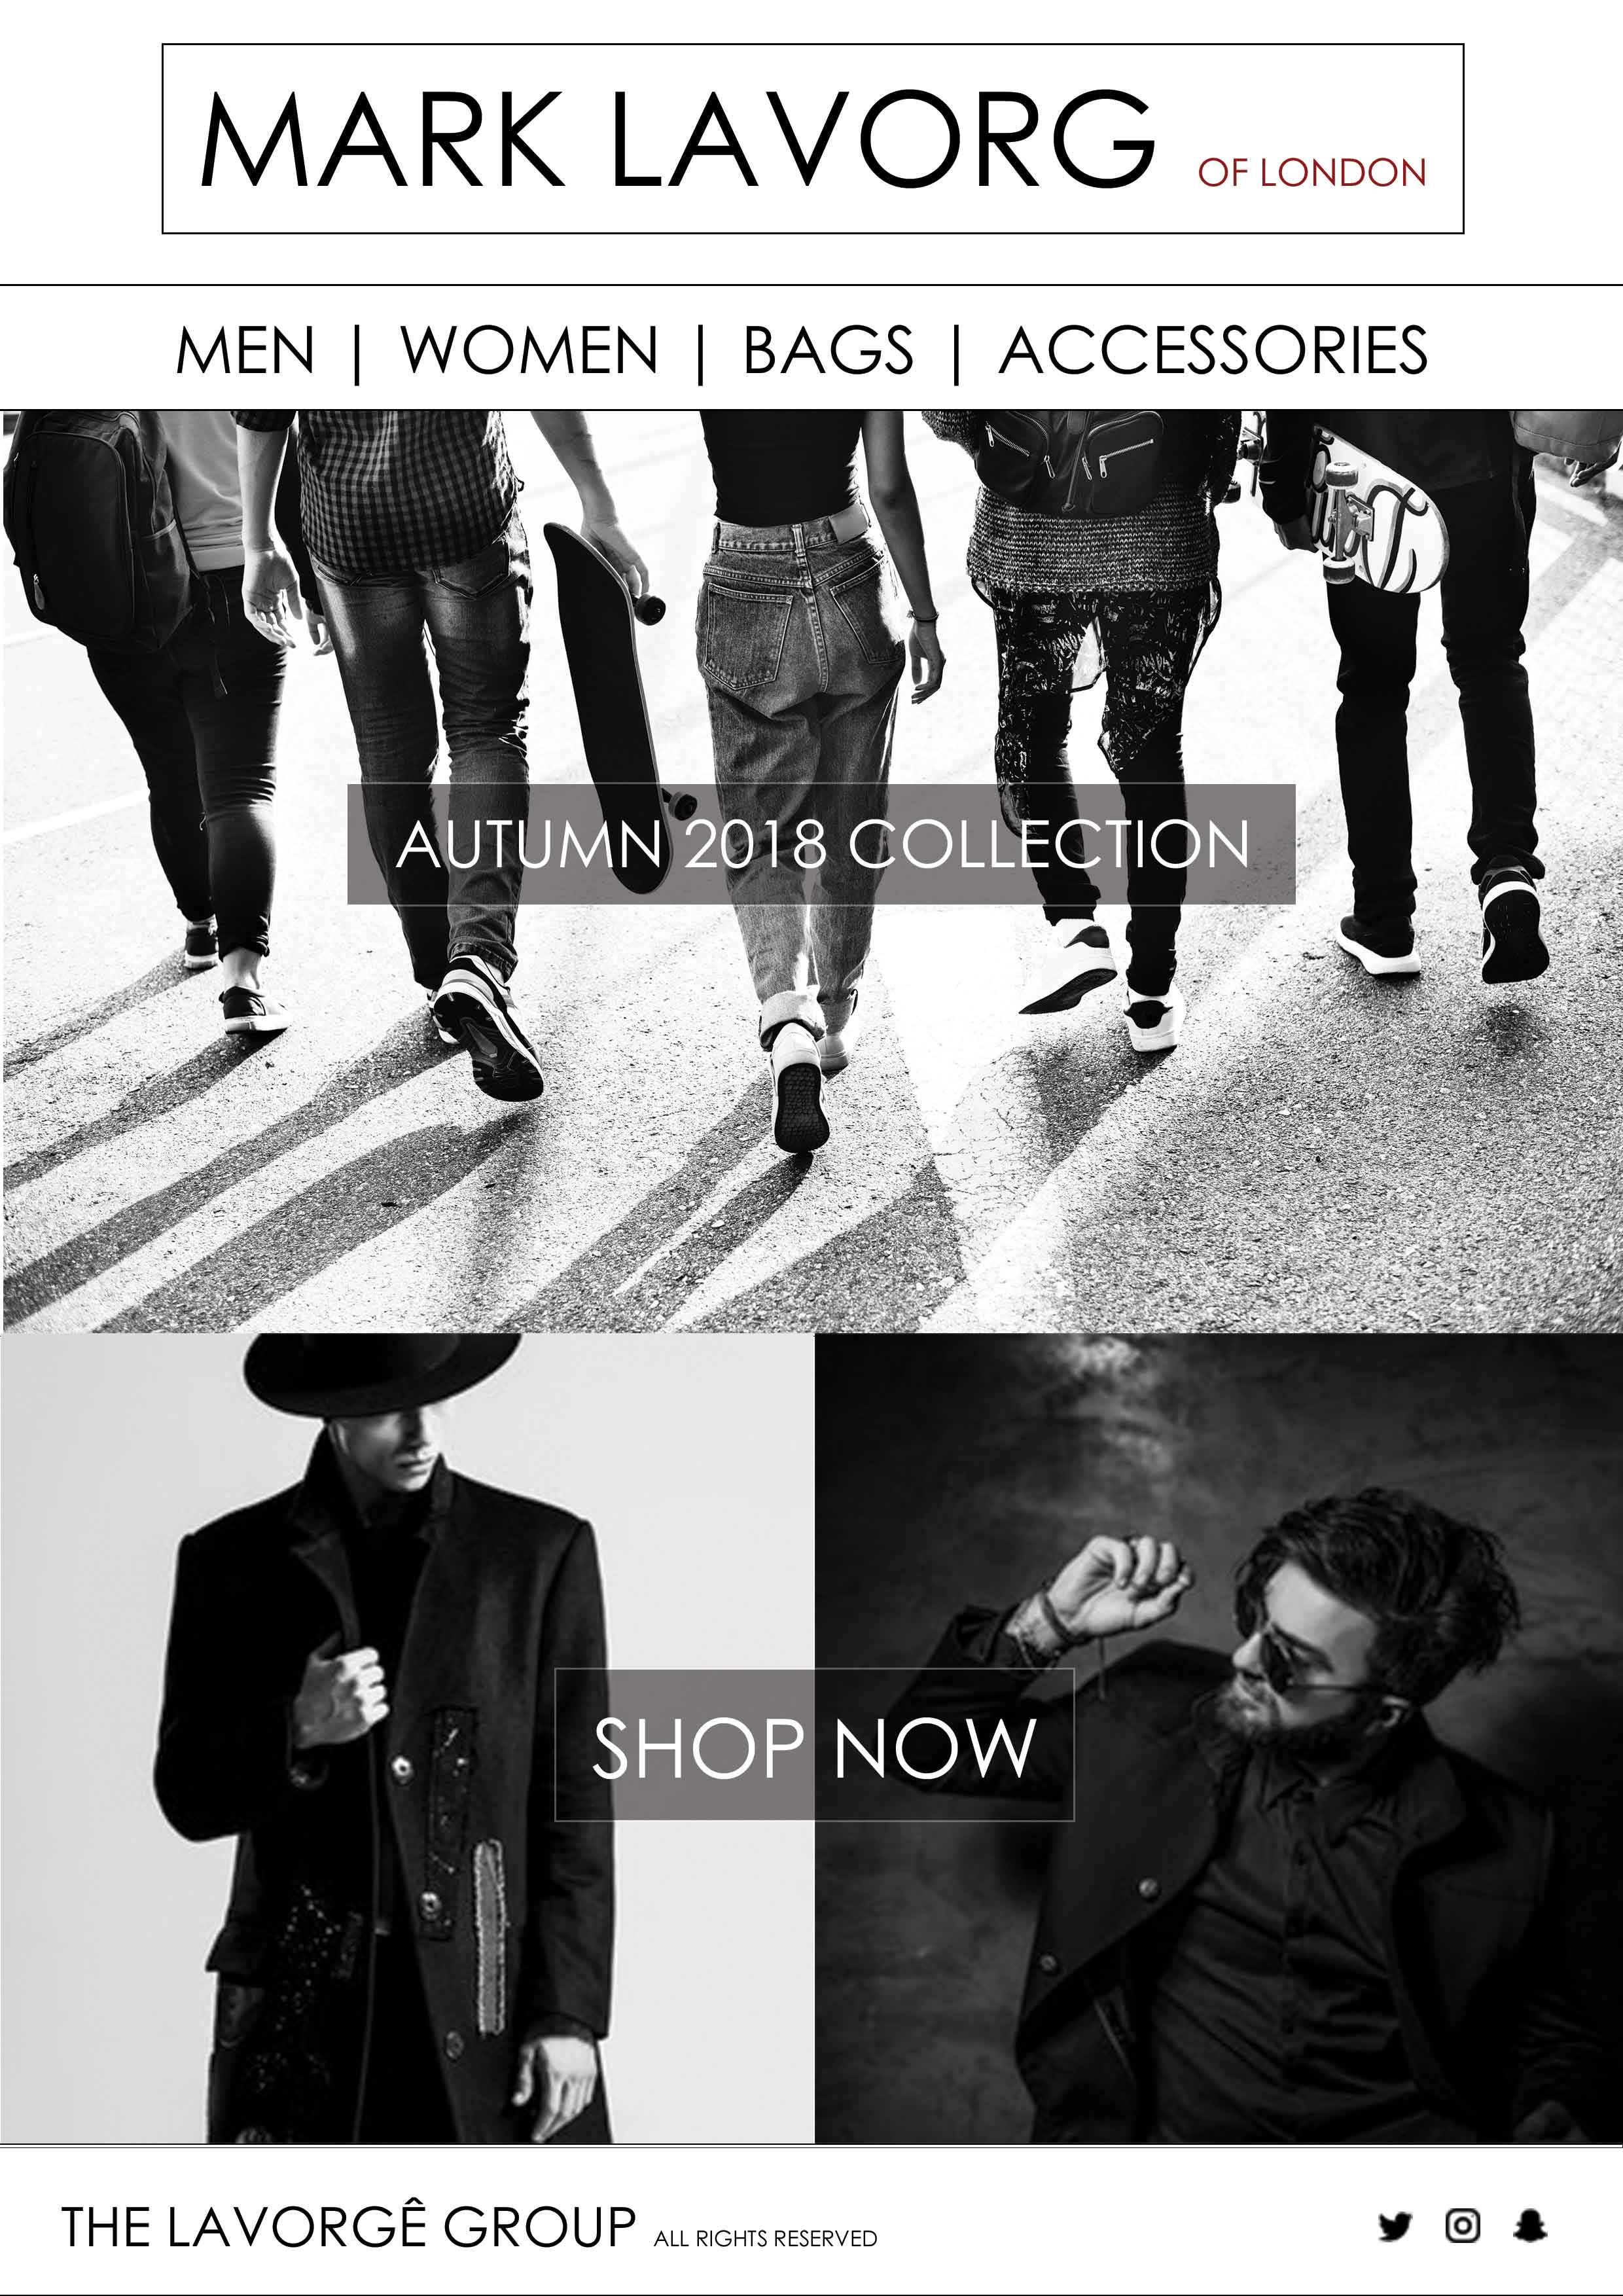 MARK LAVORG OF LONDON
MEN | WOMEN | BAGS | ACCESSORIES
AUTUMN 2018 COLLECTION
SHOP NOW
THE LAVORGÊ GROUP ALL RIGHTS RESERVED